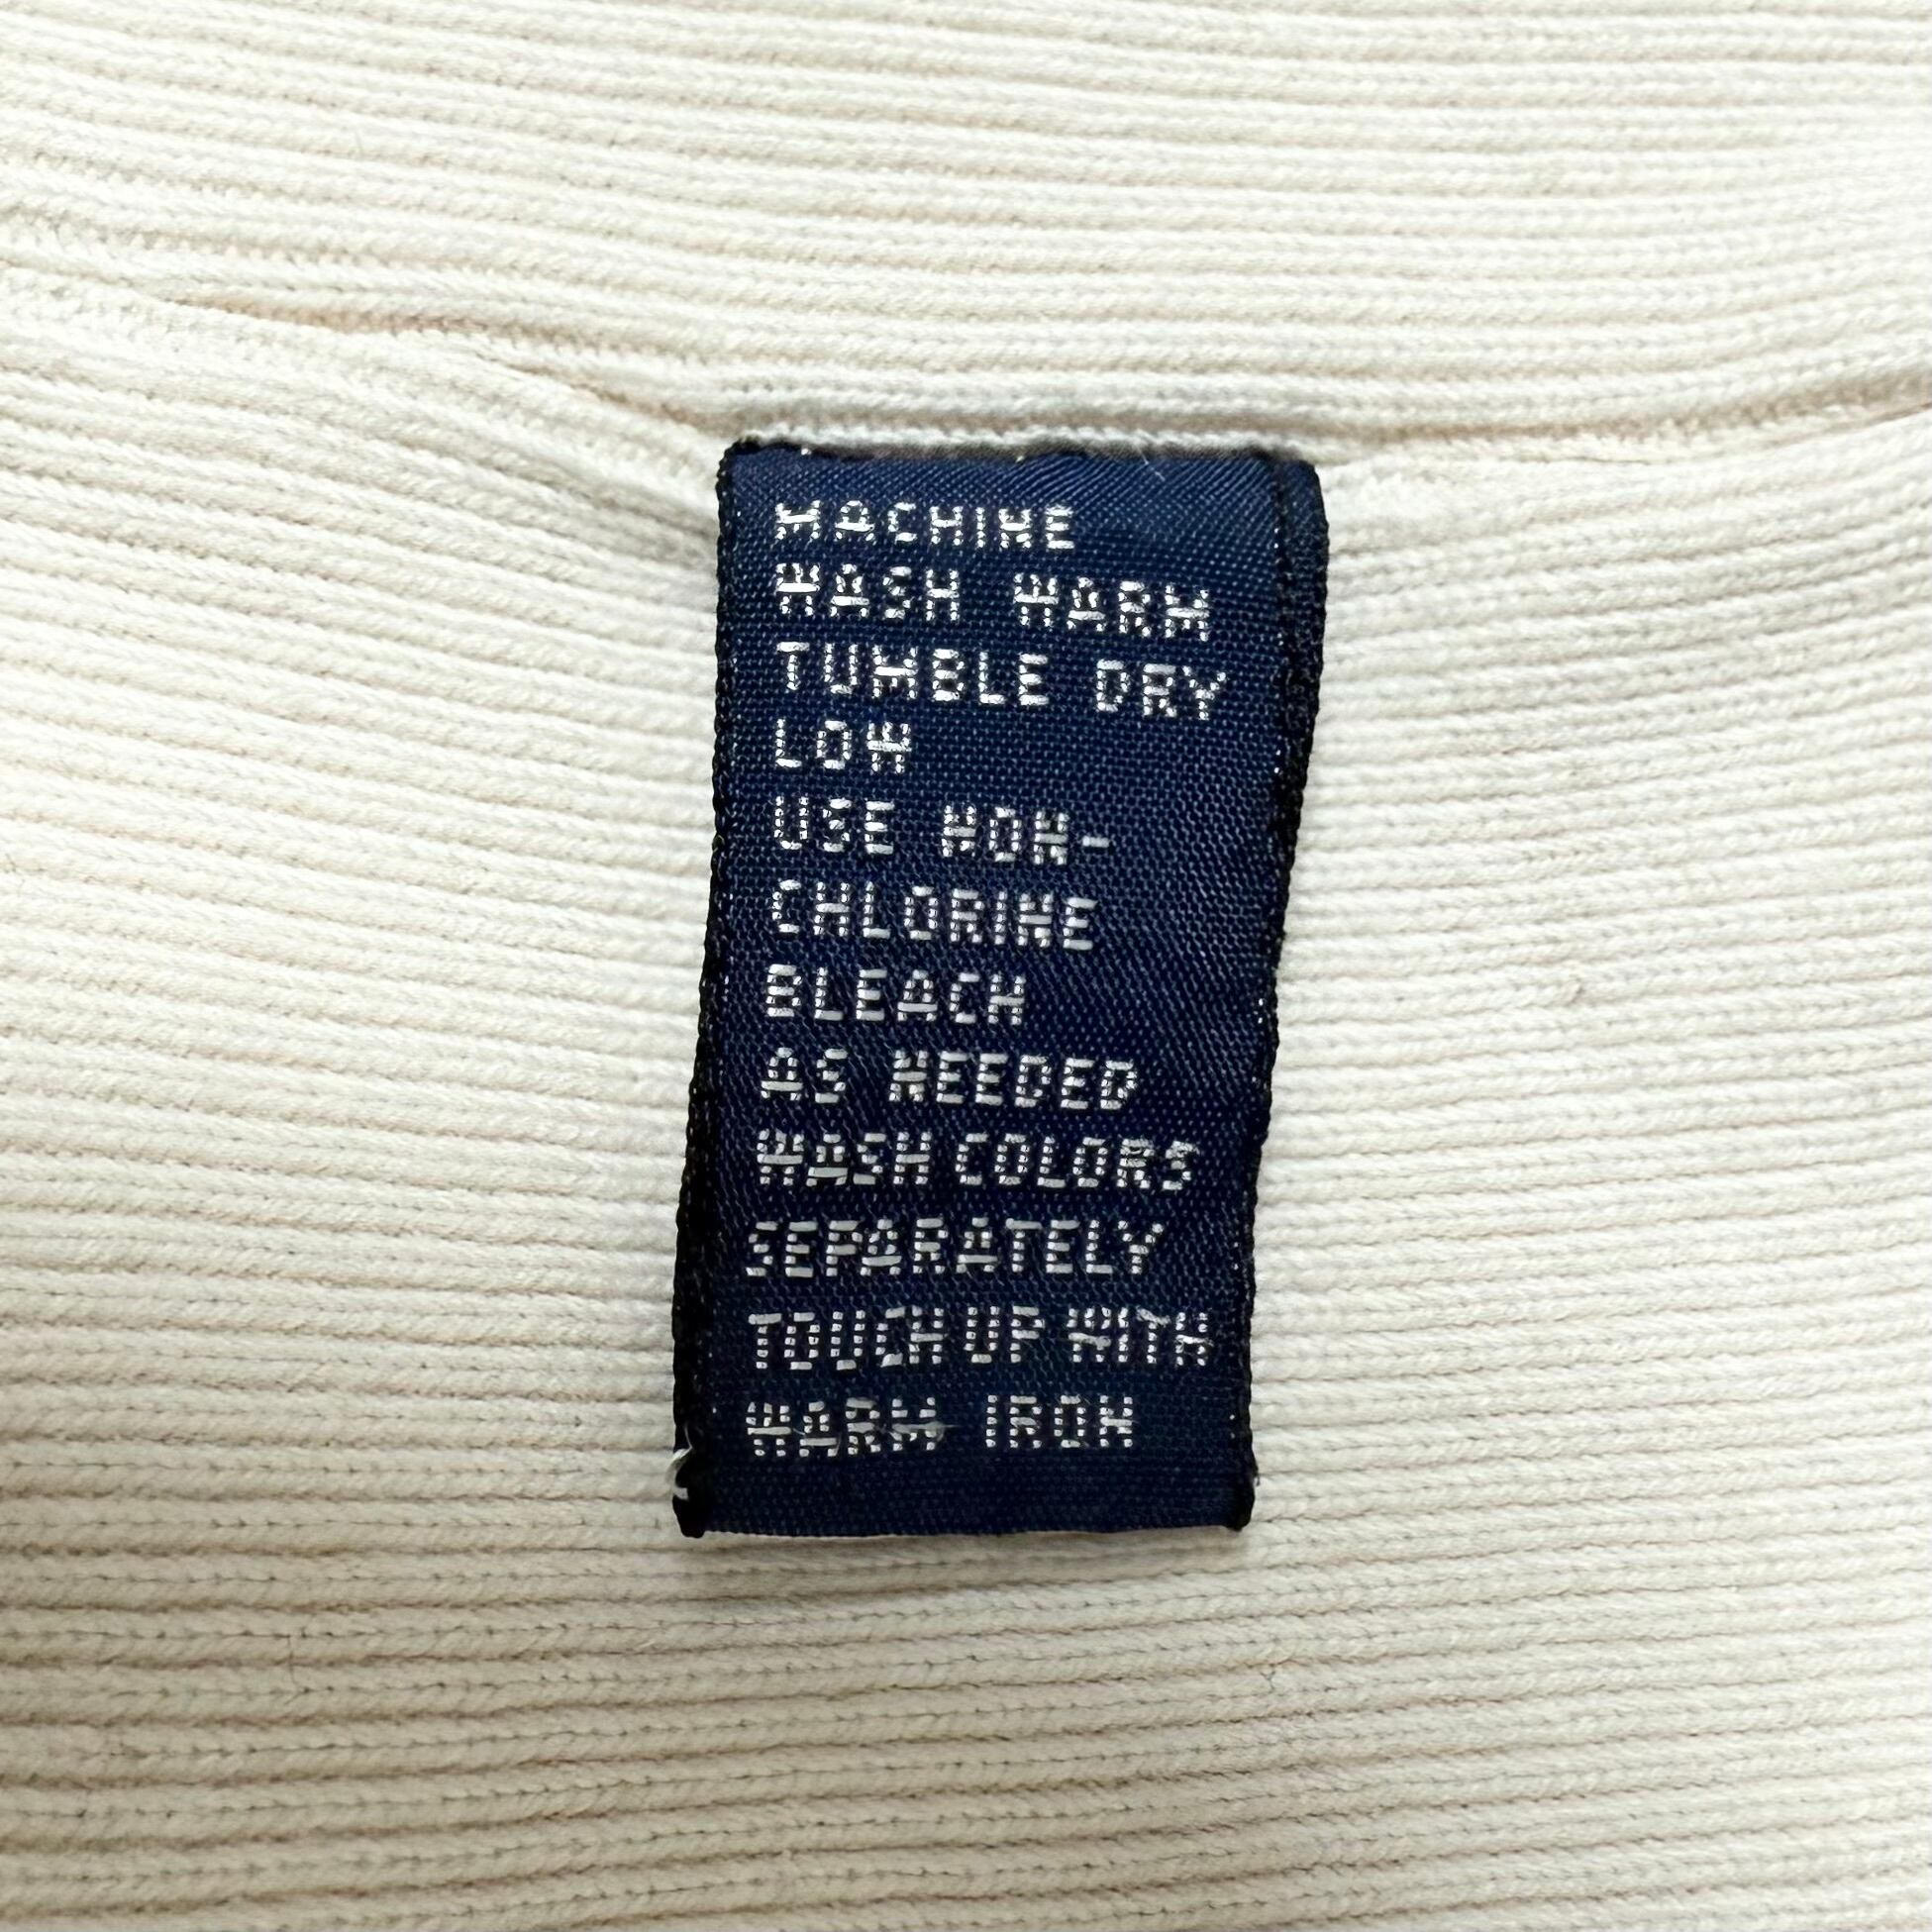 MACHINE
WASH WARM
TUMBLE DRY
LOW
USE NON-
CHLORINE
BLEACH
AS NEEDED
WASH COLORS
SEPARATELY
TOUCH UP WITH
WARM IRON